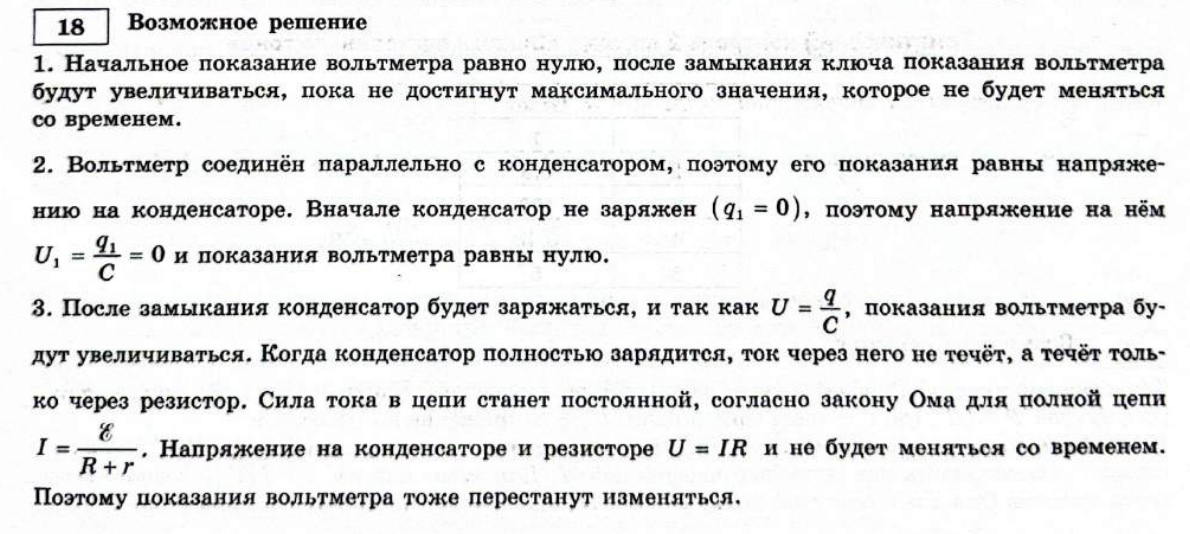 18 Возможное решение
1. Начальное показание вольтметра равно нулю, после замыкания ключа показания вольтметра
будут увеличиваться, пока не достигнут максимального значения, которое не будет меняться
со временем.
2. Вольтметр соединён параллельно с конденсатором, поэтому его показания равны напряже-
нию на конденсаторе. Вначале конденсатор не заряжен (q₁ = 0), поэтому напряжение на нём
U₁ = q₁/C = 0 и показания вольтметра равны нулю.
3. После замыкания конденсатор будет заряжаться, и так как U = q/C, показания вольтметра бу-
дут увеличиваться. Когда конденсатор полностью зарядится, ток через него не течёт, а течёт толь-
ко через резистор. Сила тока в цепи станет постоянной, согласно закону Ома для полной цепи
I = ℰ/(R + r). Напряжение на конденсаторе и резисторе U = IR и не будет меняться со временем.
Поэтому показания вольтметра тоже перестанут изменяться.